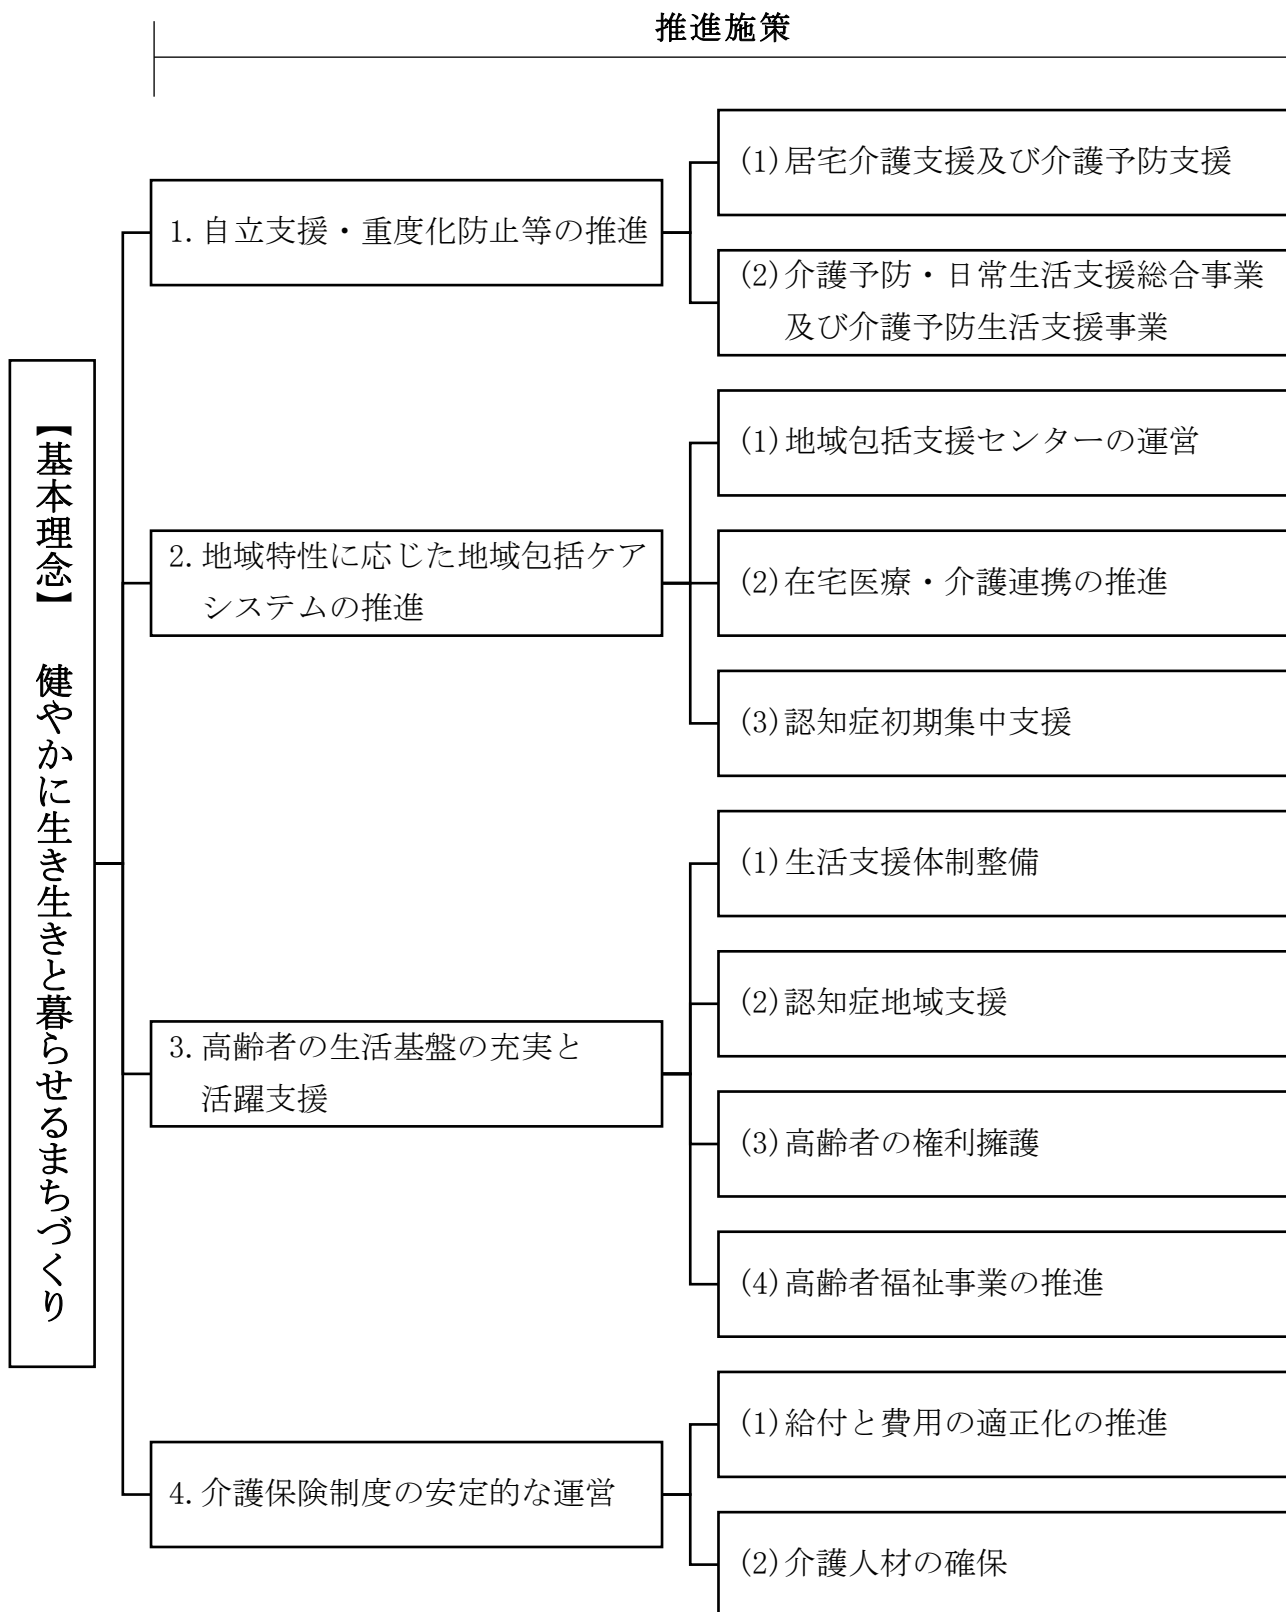 推進施策
【基本理念】　健やかに生き生きと暮らせるまちづくり
1.自立支援・重度化防止等の推進
(1)居宅介護支援及び介護予防支援
(2)介護予防・日常生活支援総合事業
及び介護予防生活支援事業
2.地域特性に応じた地域包括ケア
システムの推進
(1)地域包括支援センターの運営
(2)在宅医療・介護連携の推進
(3)認知症初期集中支援
3.高齢者の生活基盤の充実と
活躍支援
(1)生活支援体制整備
(2)認知症地域支援
(3)高齢者の権利擁護
(4)高齢者福祉事業の推進
4.介護保険制度の安定的な運営
(1)給付と費用の適正化の推進
(2)介護人材の確保